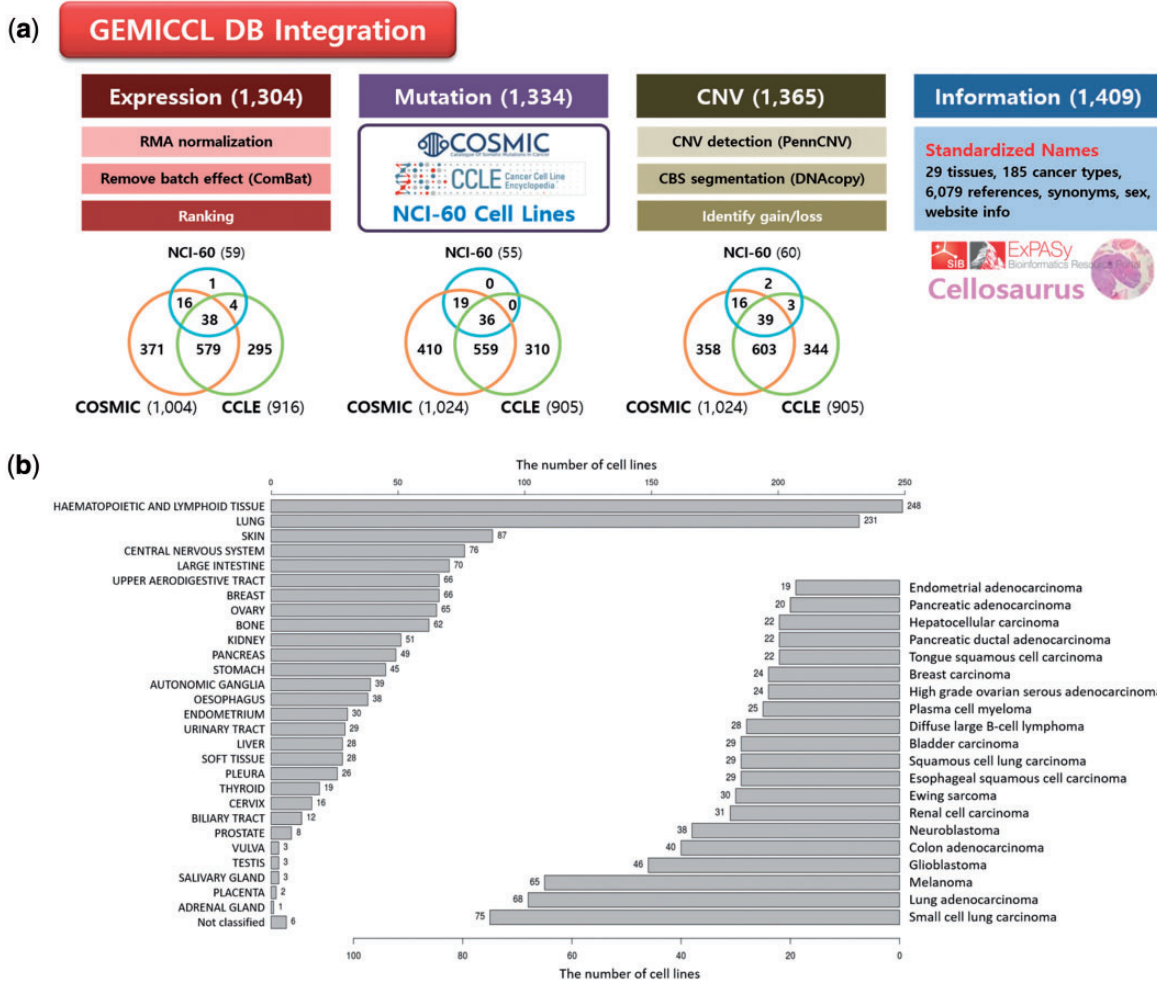 (a)
GEMICCL DB Integration
Expression (1,304)
RMA normalization
Remove batch effect (ComBat)
Ranking
NCI-60 (59)
1
16
4
38
371
579
295
COSMIC (1,004)
CCLE (916)
Mutation (1,334)
COSMIC
Catalogue Of Somatic Mutations In Cancer
CCLE
Cancer Cell Line
Encyclopedia
NCI-60 Cell Lines
NCI-60 (55)
0
19
0
36
410
559
310
COSMIC (1,024)
CCLE (905)
CNV (1,365)
CNV detection (PennCNV)
CBS segmentation (DNAcopy)
Identify gain/loss
NCI-60 (60)
2
16
3
39
358
603
344
COSMIC (1,024)
CCLE (905)
Information (1,409)
Standardized Names
29 tissues, 185 cancer types,
6,079 references, synonyms, sex,
website info
SIB
ExPASy
Bioinformatics Resource Portal
Cellosaurus
(b)
The number of cell lines
0 50 100 150 200 250
HAEMATOPOIETIC AND LYMPHOID TISSUE 248
LUNG 231
SKIN 87
CENTRAL NERVOUS SYSTEM 76
LARGE INTESTINE 70
UPPER AERODIGESTIVE TRACT 66
BREAST 66
OVARY 65
BONE 62
KIDNEY 51
PANCREAS 49
STOMACH 45
AUTONOMIC GANGLIA 39
OESOPHAGUS 38
ENDOMETRIUM 30
URINARY TRACT 29
LIVER 28
SOFT TISSUE 28
PLEURA 26
THYROID 19
CERVIX 16
BILIARY TRACT 12
PROSTATE 8
VULVA 3
TESTIS 3
SALIVARY GLAND 3
PLACENTA 2
ADRENAL GLAND 1
Not classified 6
19 Endometrial adenocarcinoma
20 Pancreatic adenocarcinoma
22 Hepatocellular carcinoma
22 Pancreatic ductal adenocarcinoma
22 Tongue squamous cell carcinoma
24 Breast carcinoma
24 High grade ovarian serous adenocarcinoma
25 Plasma cell myeloma
28 Diffuse large B-cell lymphoma
29 Bladder carcinoma
29 Squamous cell lung carcinoma
29 Esophageal squamous cell carcinoma
30 Ewing sarcoma
31 Renal cell carcinoma
38 Neuroblastoma
40 Colon adenocarcinoma
46 Glioblastoma
65 Melanoma
68 Lung adenocarcinoma
75 Small cell lung carcinoma
100 80 60 40 20 0
The number of cell lines